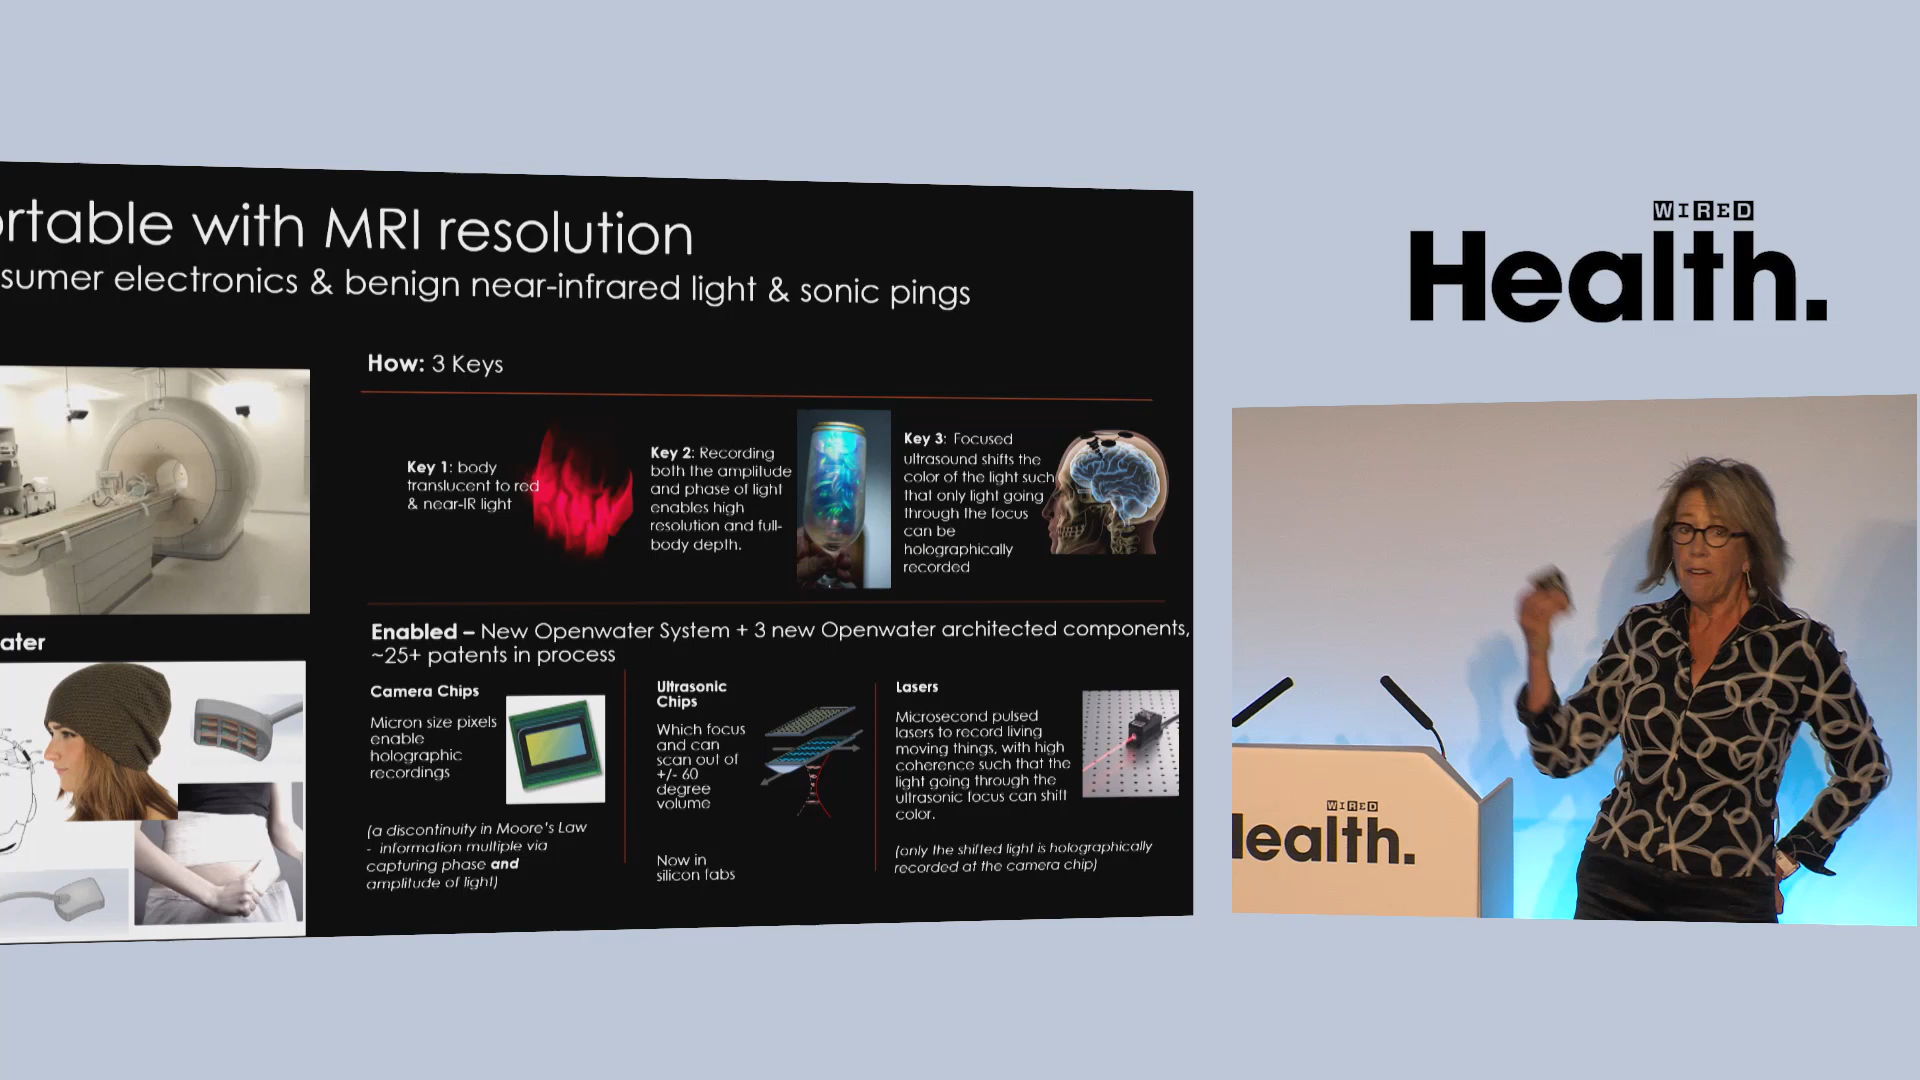 ortable with MRI resolution
sumer electronics & benign near-infrared light & sonic pings
How: 3 Keys
Key 1: body
translucent to red
& near-IR light
Key 2: Recording
both the amplitude
and phase of light
enables high
resolution and full-
body depth.
Key 3: Focused
ultrasound shifts the
color of the light such
that only light going
through the focus
can be
holographically
recorded
ater
Enabled – New Openwater System + 3 new Openwater architected components,
~25+ patents in process
Camera Chips
Micron size pixels
enable
holographic
recordings
(a discontinuity in Moore's Law
- information multiple via
capturing phase and
amplitude of light)
Ultrasonic
Chips
Which focus
and can
scan out of
+/- 60
degree
volume
Now in
silicon fabs
Lasers
Microsecond pulsed
lasers to record living
moving things, with high
coherence such that the
light going through the
ultrasonic focus can shift
color.
(only the shifted light is holographically
recorded at the camera chip)
WIRED
Health.
WIRED
Health.